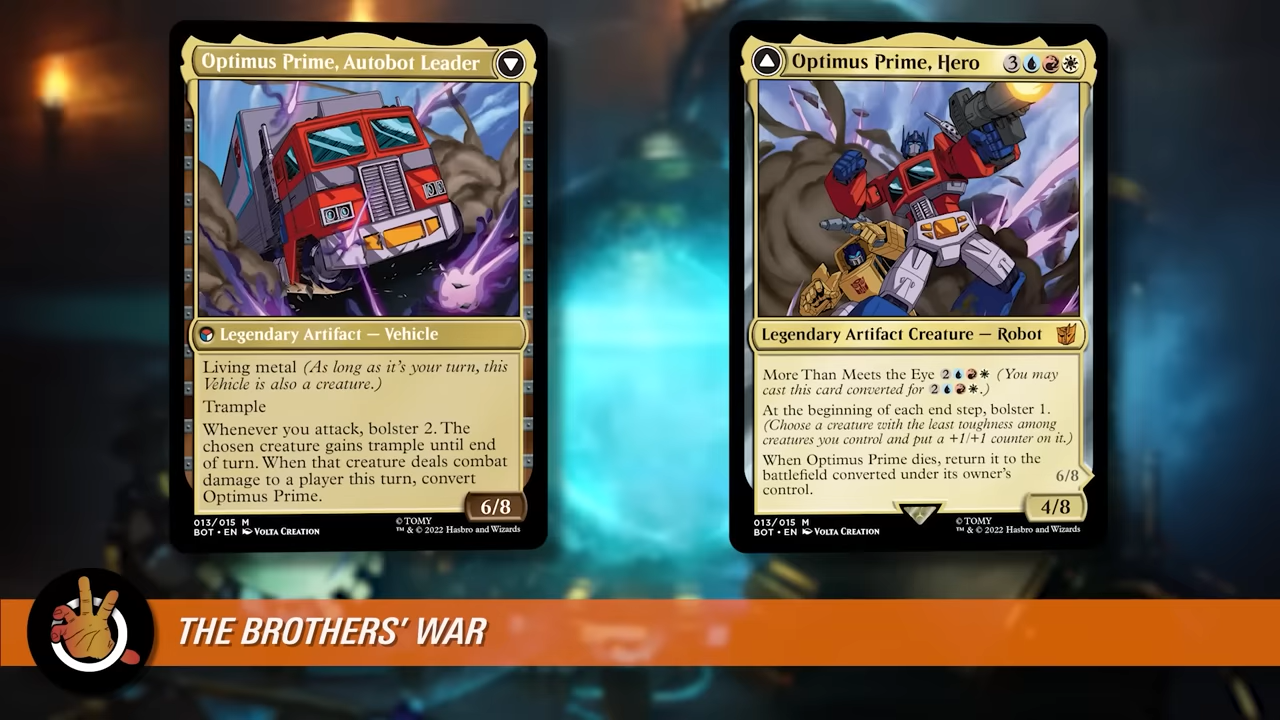 Optimus Prime, Autobot Leader
Legendary Artifact — Vehicle
Living metal (As long as it's your turn, this
Vehicle is also a creature.)
Trample
Whenever you attack, bolster 2. The
chosen creature gains trample until end
of turn. When that creature deals combat
damage to a player this turn, convert
Optimus Prime.
6/8
013/015 M
BOT • EN VOLTA CREATION
© TOMY
™ & © 2022 Hasbro and Wizards
Optimus Prime, Hero 3
Legendary Artifact Creature — Robot
More Than Meets the Eye 2 (You may
cast this card converted for 2.)
At the beginning of each end step, bolster 1.
(Choose a creature with the least toughness among
creatures you control and put a +1/+1 counter on it.)
When Optimus Prime dies, return it to the
battlefield converted under its owner's
control.
6/8
4/8
013/015 M
BOT • EN VOLTA CREATION
© TOMY
™ & © 2022 Hasbro and Wizards
THE BROTHERS' WAR